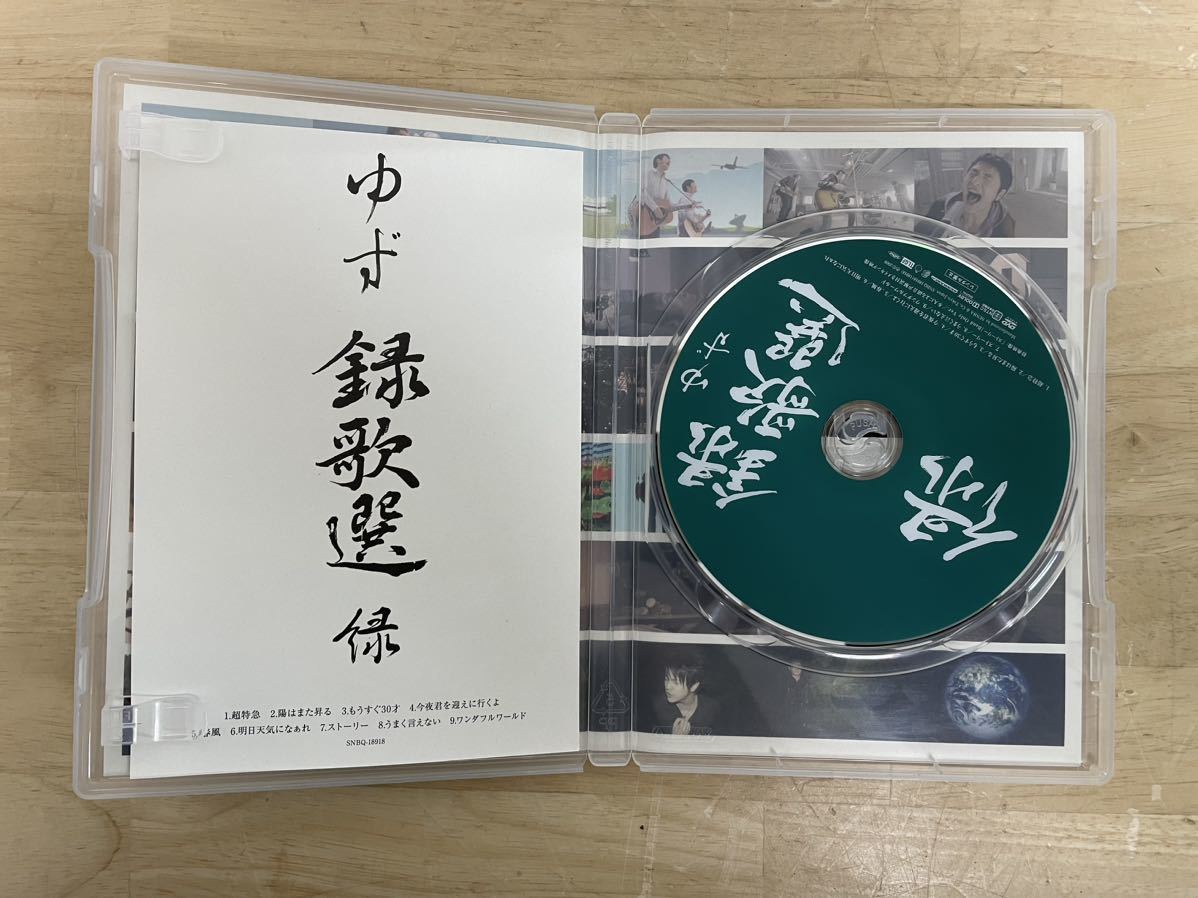 ゆず
録歌選
緑
1.超特急 2.陽はまた昇る 3.もうすぐ30才 4.今夜君を迎えに行くよ
5.春風 6.明日天気になぁれ 7.ストーリー 8.うまく言えない 9.ワンダフルワールド
SNBQ-18918
ゆず
録歌選
緑